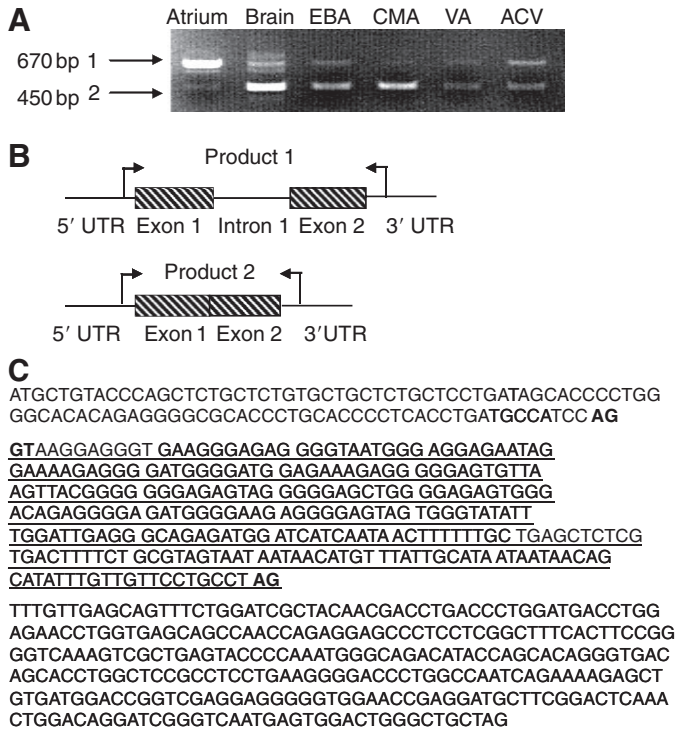 A
Atrium Brain EBA CMA VA ACV
670 bp 1
450 bp 2
B
Product 1
5′ UTR Exon 1 Intron 1 Exon 2 3′ UTR
Product 2
5′ UTR Exon 1 Exon 2 3′UTR
C
ATGCTGTACCCAGCTCTGCTCTGTGCTGCTCTGCTCCTGATAGCACCCCTGG
GGCACACAGAGGGGCGCACCCTGCACCCCTCACCTGATGCCATCC AG
GTAAGGAGGGT GAAGGGAGAG GGGTAATGGG AGGAGAATAG
GAAAAGAGGG GATGGGGATG GAGAAAGAGG GGGAGTGTTA
AGTTACGGGG GGGAGAGTAG GGGGAGCTGG GGAGAGTGGG
ACAGAGGGGA GATGGGGAAG AGGGGAGTAG TGGGTATATT
TGGATTGAGG GCAGAGATGG ATCATCAATA ACTTTTTTGC TGAGCTCTCG
TGACTTTTCT GCGTAGTAAT AATAACATGT TTATTGCATA ATAATAACAG
CATATTTGTTGTTCCTGCCT AG
TTTGTTGAGCAGTTTCTGGATCGCTACAACGACCTGACCCTGGATGACCTGG
AGAACCTGGTGAGCAGCCAACCAGAGGAGCCCTCCTCGGCTTTCACTTCCGG
GGTCAAAGTCGCTGAGTACCCCAAATGGGCAGACATACCAGCACAGGGTGAC
AGCACCTGGCTCCGCCTCCTGAAGGGGACCCTGGCCAATCAGAAAAGAGCT
GTGATGGACCGGTCGAGGAGGGGGTGGAACCGAGGATGCTTCGGACTCAAA
CTGGACAGGATCGGGTCAATGAGTGGACTGGGCTGCTAG